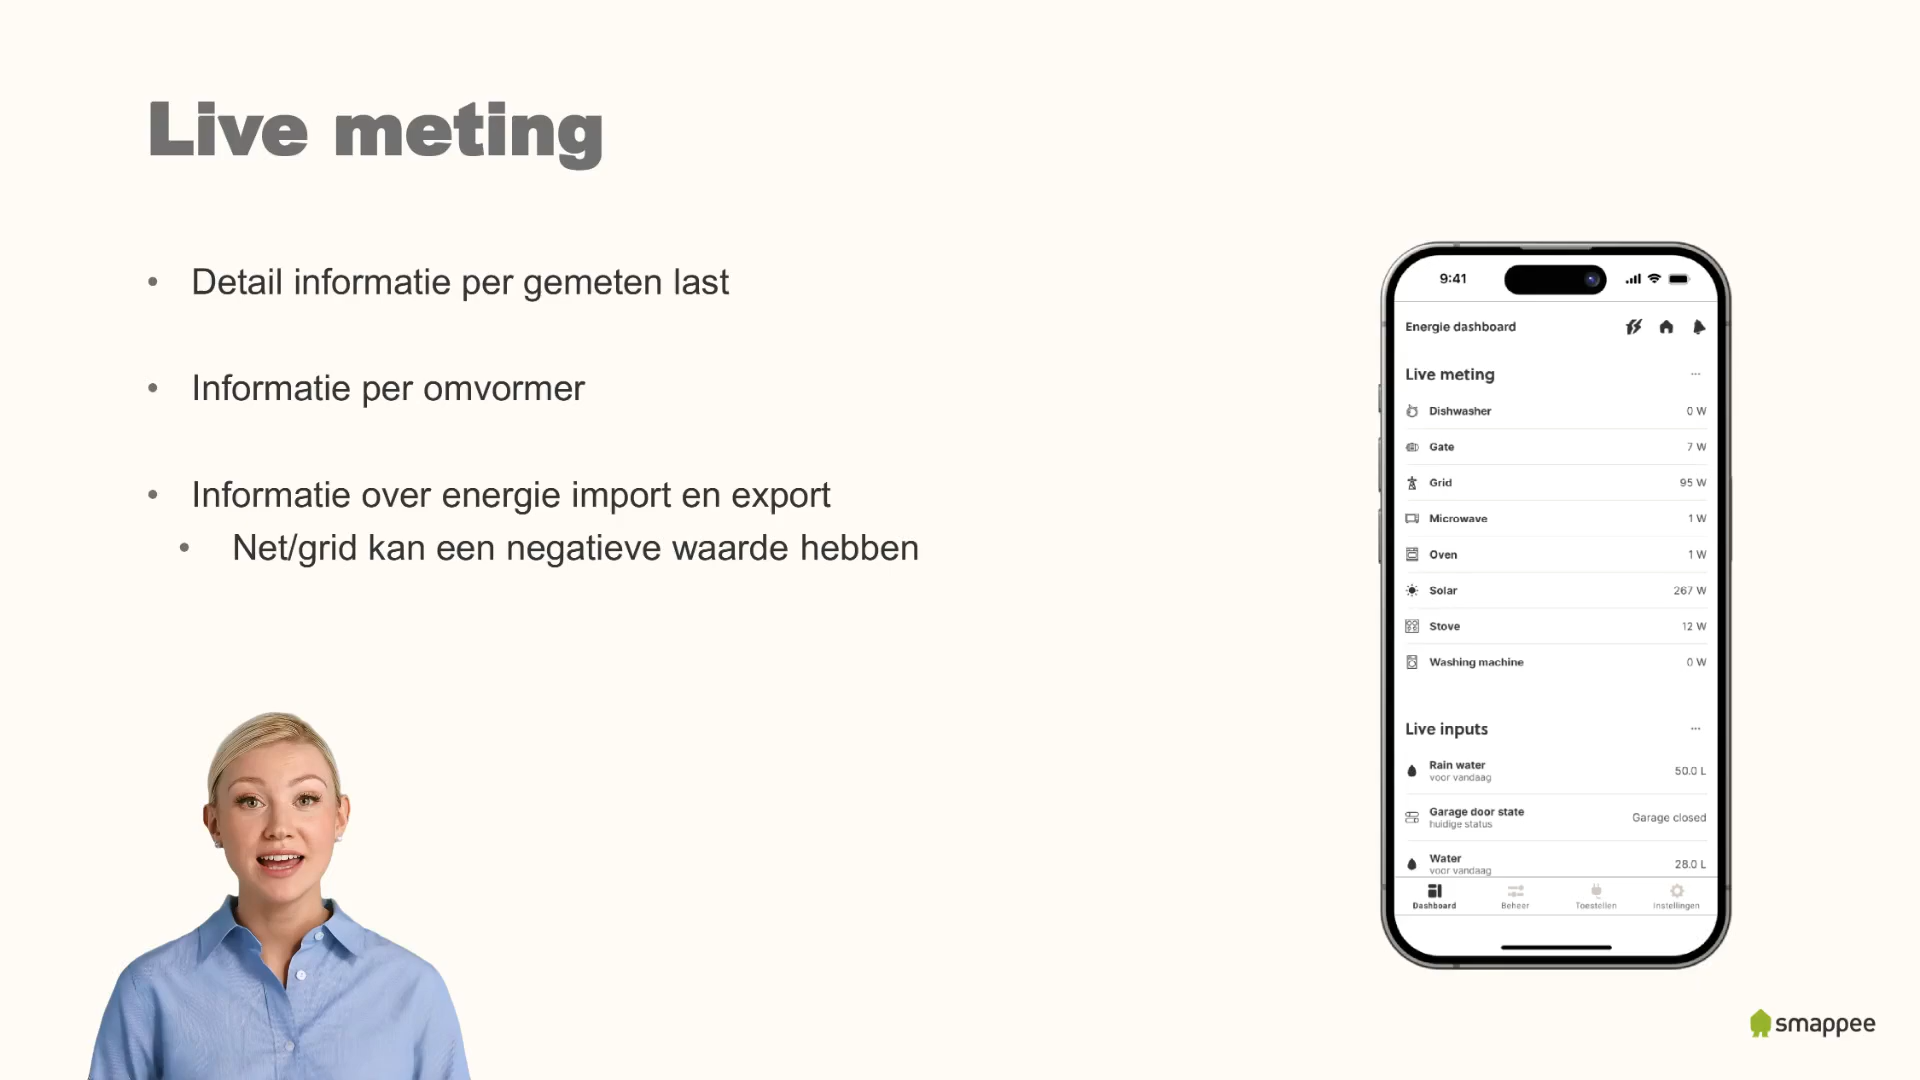 Live meting
• Detail informatie per gemeten last
• Informatie per omvormer
• Informatie over energie import en export
• Net/grid kan een negatieve waarde hebben
9:41
Energie dashboard
Live meting ...
Dishwasher 0 W
Gate 7 W
Grid 95 W
Microwave 1 W
Oven 1 W
Solar 267 W
Stove 12 W
Washing machine 0 W
Live inputs ...
Rain water 50.0 L
voor vandaag
Garage door state Garage closed
huidige status
Water 28.0 L
voor vandaag
Dashboard Beheer Toestellen Instellingen
smappee